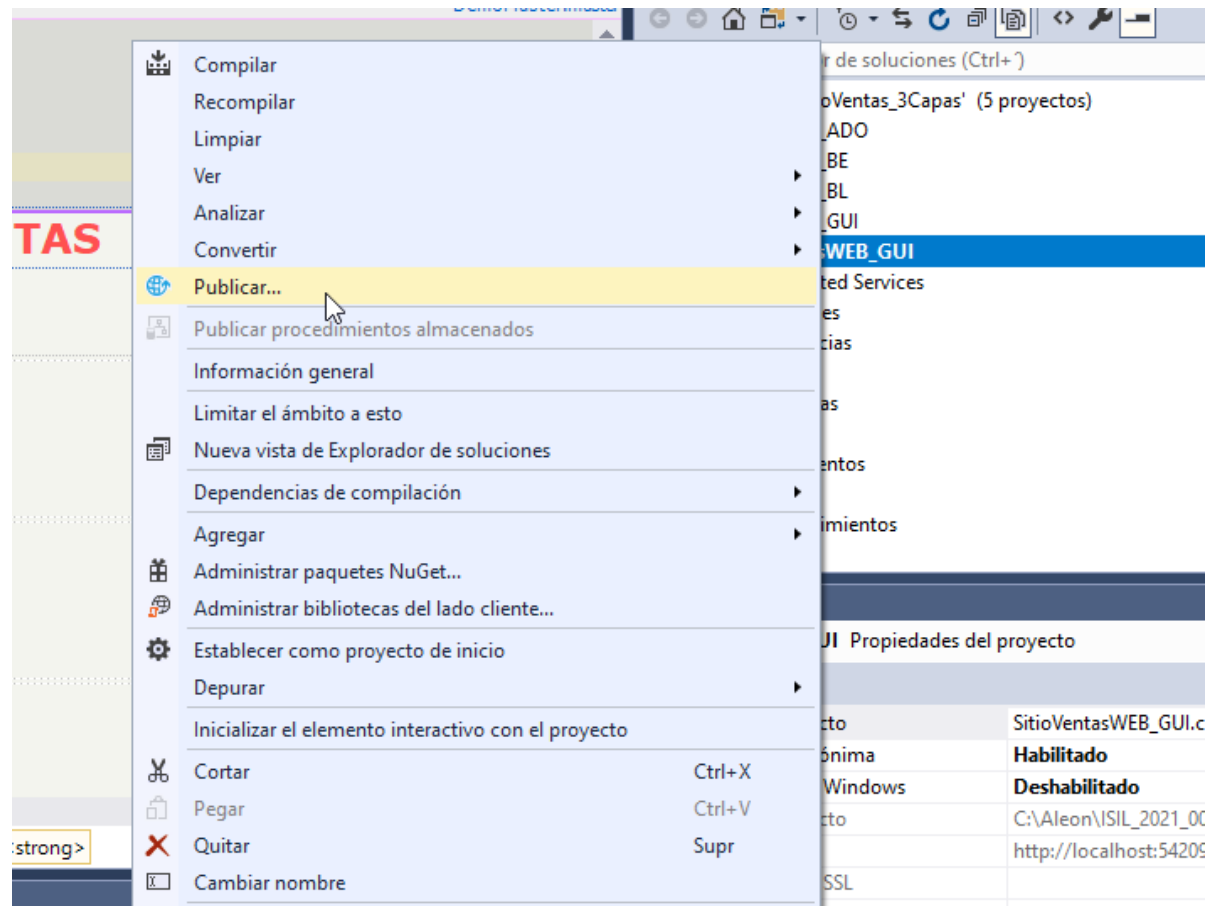 Compilar
Recompilar
Limpiar
Ver
Analizar
Convertir
Publicar...
Publicar procedimientos almacenados
Información general
Limitar el ámbito a esto
Nueva vista de Explorador de soluciones
Dependencias de compilación
Agregar
Administrar paquetes NuGet...
Administrar bibliotecas del lado cliente...
Establecer como proyecto de inicio
Depurar
Inicializar el elemento interactivo con el proyecto
Cortar Ctrl+X
Pegar Ctrl+V
Quitar Supr
Cambiar nombre
TAS
strong>
r de soluciones (Ctrl+´)
oVentas_3Capas' (5 proyectos)
_ADO
_BE
_BL
_GUI
sWEB_GUI
ted Services
es
cias
as
entos
imientos
UI Propiedades del proyecto
cto SitioVentasWEB_GUI.c
ónima Habilitado
Windows Deshabilitado
cto C:\Aleon\ISIL_2021_00
http://localhost:54209
SSL